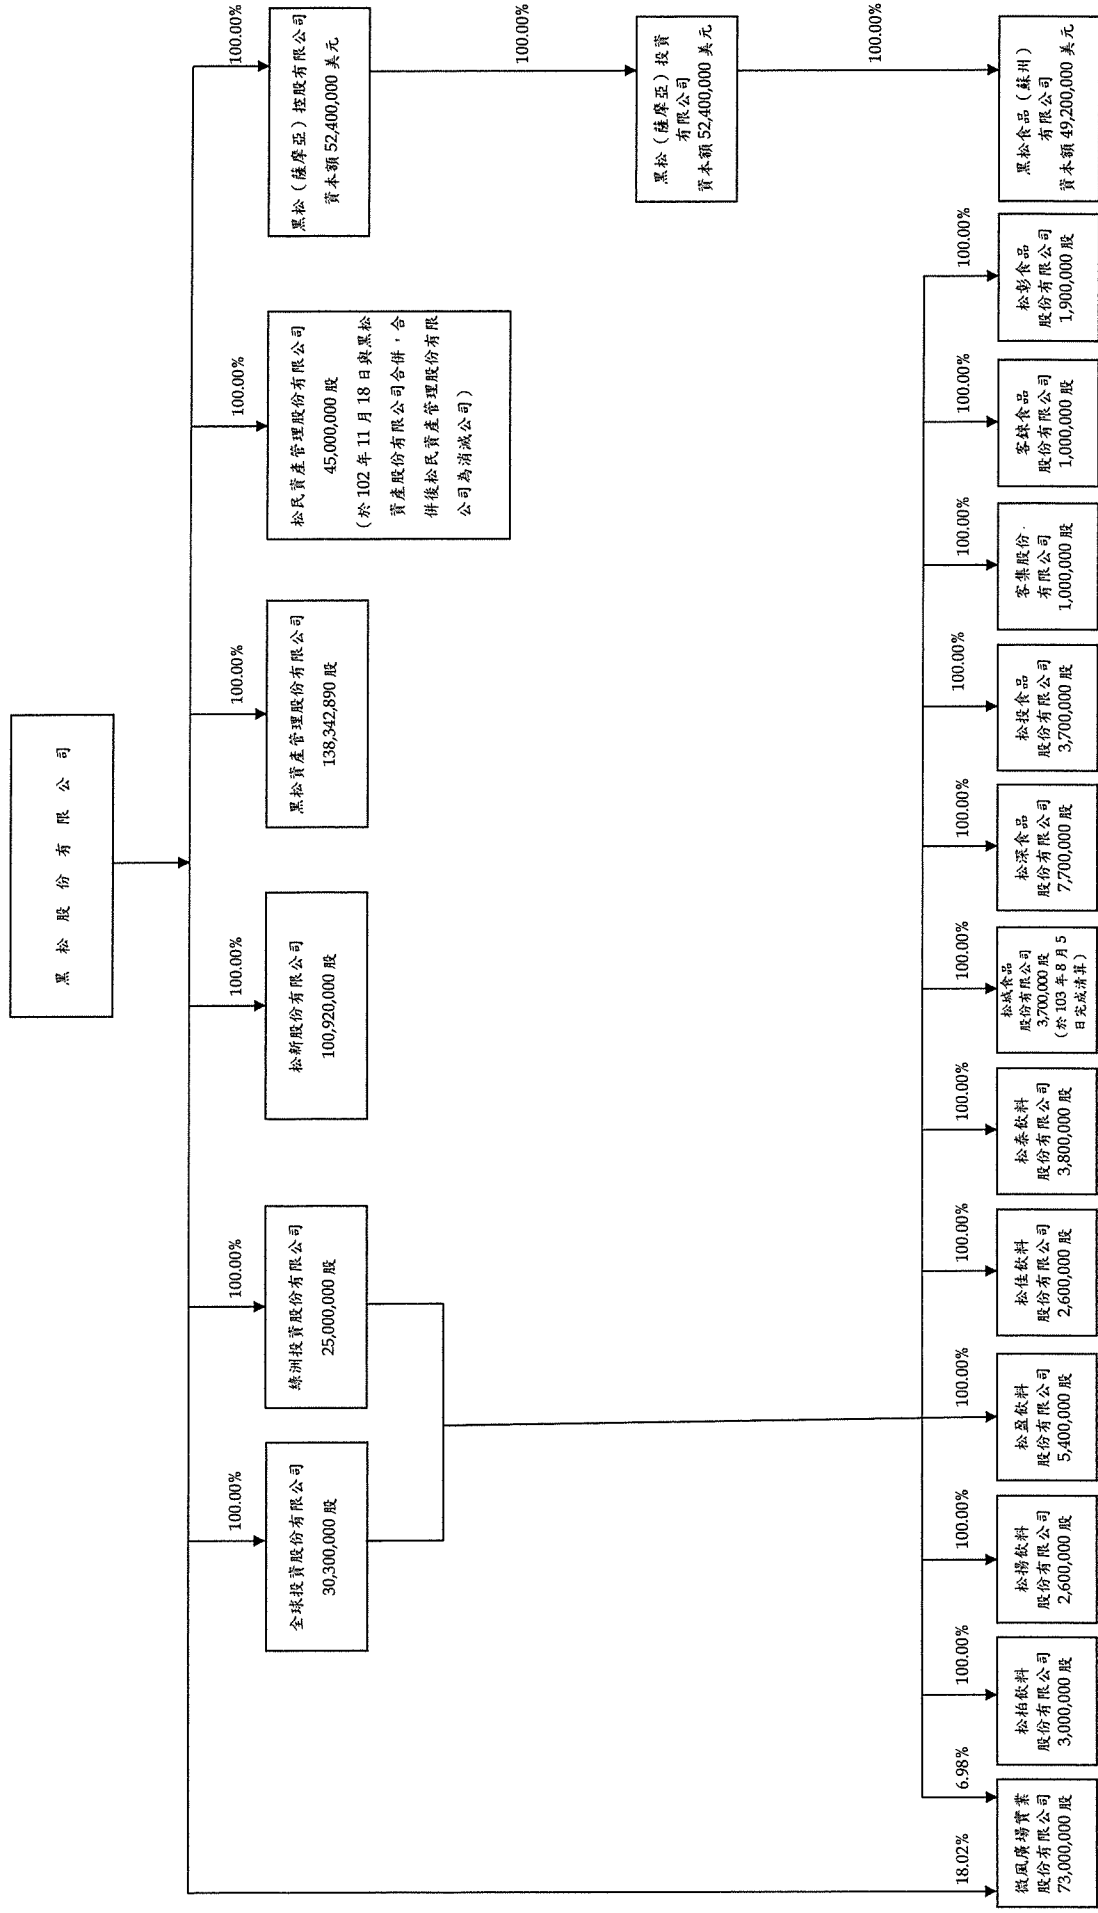 黑松股份有限公司
18.02%
100.00%
全球投資股份有限公司
30,300,000 股
100.00%
綠洲投資股份有限公司
25,000,000 股
100.00%
松新股份有限公司
100,920,000 股
100.00%
黑松資產管理股份有限公司
138,342,890 股
100.00%
松民資產管理股份有限公司
45,000,000 股
（於 102 年 11 月 18 日與黑松
資產股份有限公司合併，合
併後松民資產管理股份有限
公司為消滅公司）
100.00%
黑松（薩摩亞）控股有限公司
資本額 52,400,000 美元
100.00%
黑松（薩摩亞）投資
有限公司
資本額 52,400,000 美元
100.00%
黑松食品（蘇州）
有限公司
資本額 49,200,000 美元
6.98%
微風廣場實業
股份有限公司
73,000,000 股
100.00%
松柏飲料
股份有限公司
3,000,000 股
100.00%
松揚飲料
股份有限公司
2,600,000 股
100.00%
松盈飲料
股份有限公司
5,400,000 股
100.00%
松佳飲料
股份有限公司
2,600,000 股
100.00%
松泰飲料
股份有限公司
3,800,000 股
100.00%
松城食品
股份有限公司
3,700,000 股
（於 103 年 8 月 5
日完成清算）
100.00%
松深食品
股份有限公司
7,700,000 股
100.00%
松投食品
股份有限公司
3,700,000 股
100.00%
客集股份
有限公司
1,000,000 股
100.00%
食品
股份有限公司
1,000,000 股
100.00%
松彰食品
股份有限公司
1,900,000 股